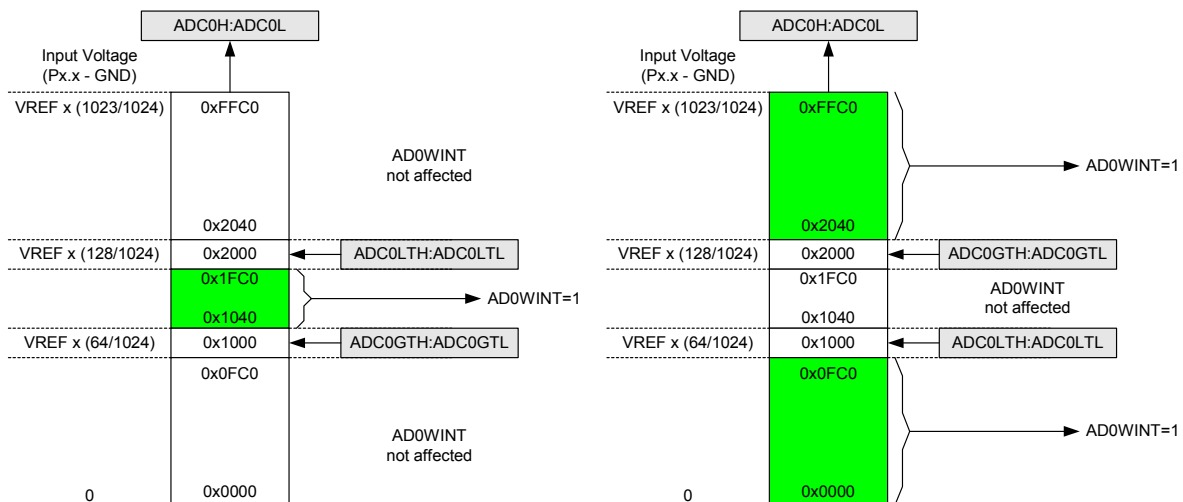 ADC0H:ADC0L
Input Voltage
(Px.x - GND)
VREF x (1023/1024)
0xFFC0
AD0WINT
not affected
0x2040
VREF x (128/1024)
0x2000
ADC0LTH:ADC0LTL
0x1FC0
AD0WINT=1
0x1040
VREF x (64/1024)
0x1000
ADC0GTH:ADC0GTL
0x0FC0
AD0WINT
not affected
0
0x0000
ADC0H:ADC0L
Input Voltage
(Px.x - GND)
VREF x (1023/1024)
0xFFC0
AD0WINT=1
0x2040
VREF x (128/1024)
0x2000
ADC0GTH:ADC0GTL
0x1FC0
AD0WINT
not affected
0x1040
VREF x (64/1024)
0x1000
ADC0LTH:ADC0LTL
0x0FC0
AD0WINT=1
0
0x0000